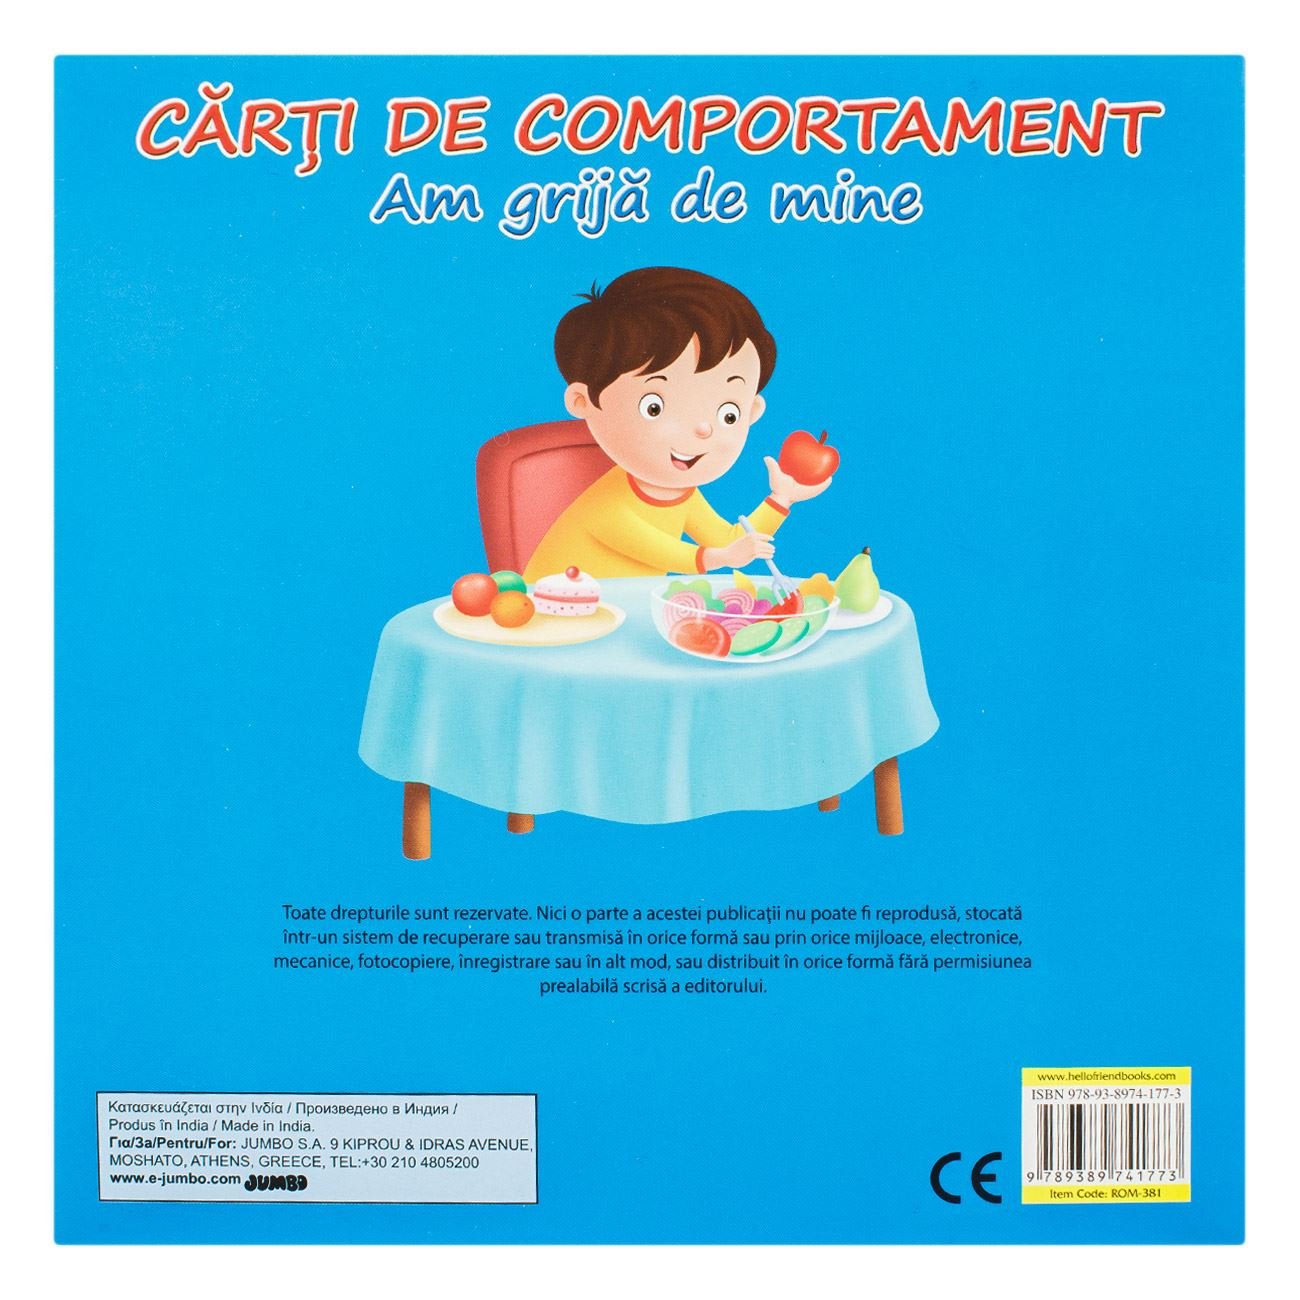 CĂRŢI DE COMPORTAMENT
Am grijă de mine
Toate drepturile sunt rezervate. Nici o parte a acestei publicaţii nu poate fi reprodusă, stocată
într-un sistem de recuperare sau transmisă în orice formă sau prin orice mijloace, electronice,
mecanice, fotocopiere, înregistrare sau în alt mod, sau distribuit în orice formă fără permisiunea
prealabilă scrisă a editorului.
Κατασκευάζεται στην Ινδία / Произведено в Индия /
Produs în India / Made in India.
Για/За/Pentru/For: JUMBO S.A. 9 KIPROU & IDRAS AVENUE,
MOSHATO, ATHENS, GREECE, TEL:+30 210 4805200
www.e-jumbo.com JUMBO
CE
www.hellofriendbooks.com
ISBN 978-93-8974-177-3
9 789389 741773
Item Code: ROM-381